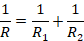 1/R = 1/R₁ + 1/R₂